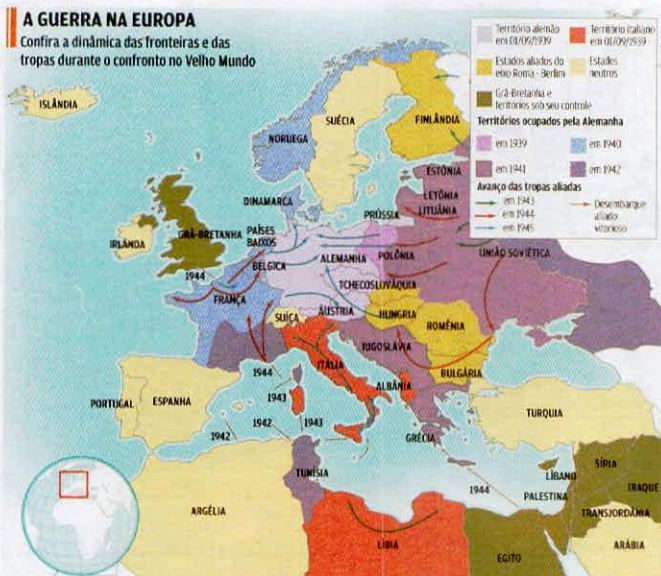 A GUERRA NA EUROPA
Confira a dinâmica das fronteiras e das
tropas durante o confronto no Velho Mundo
Território alemão
em 01/09/1939
Território italiano
em 01/09/1939
Estados aliados do
eixo Roma - Berlim
Estados
neutros
Grã-Bretanha e
territórios sob seu controle
Territórios ocupados pela Alemanha
em 1939
em 1940
em 1941
em 1942
Avanço das tropas aliadas
em 1943
em 1944
em 1945
Desembarque
aliado
vitorioso
ISLÂNDIA
NORUEGA
SUÉCIA
FINLÂNDIA
ESTÔNIA
LETÔNIA
LITUÂNIA
DINAMARCA
PRÚSSIA
IRLANDA
GRÃ-BRETANHA
PAÍSES
BAIXOS
BÉLGICA
ALEMANHA
POLÔNIA
UNIÃO SOVIÉTICA
1944
TCHECOSLOVÁQUIA
FRANÇA
SUÍÇA
ÁUSTRIA
HUNGRIA
ROMÊNIA
IUGOSLÁVIA
ITÁLIA
BULGÁRIA
ALBÂNIA
1944
1943
PORTUGAL
ESPANHA
1942
1942
1943
GRÉCIA
TURQUIA
TUNÍSIA
1944
LÍBANO
SÍRIA
PALESTINA
IRAQUE
TRANSJORDÂNIA
ARGÉLIA
LÍBIA
EGITO
ARÁBIA